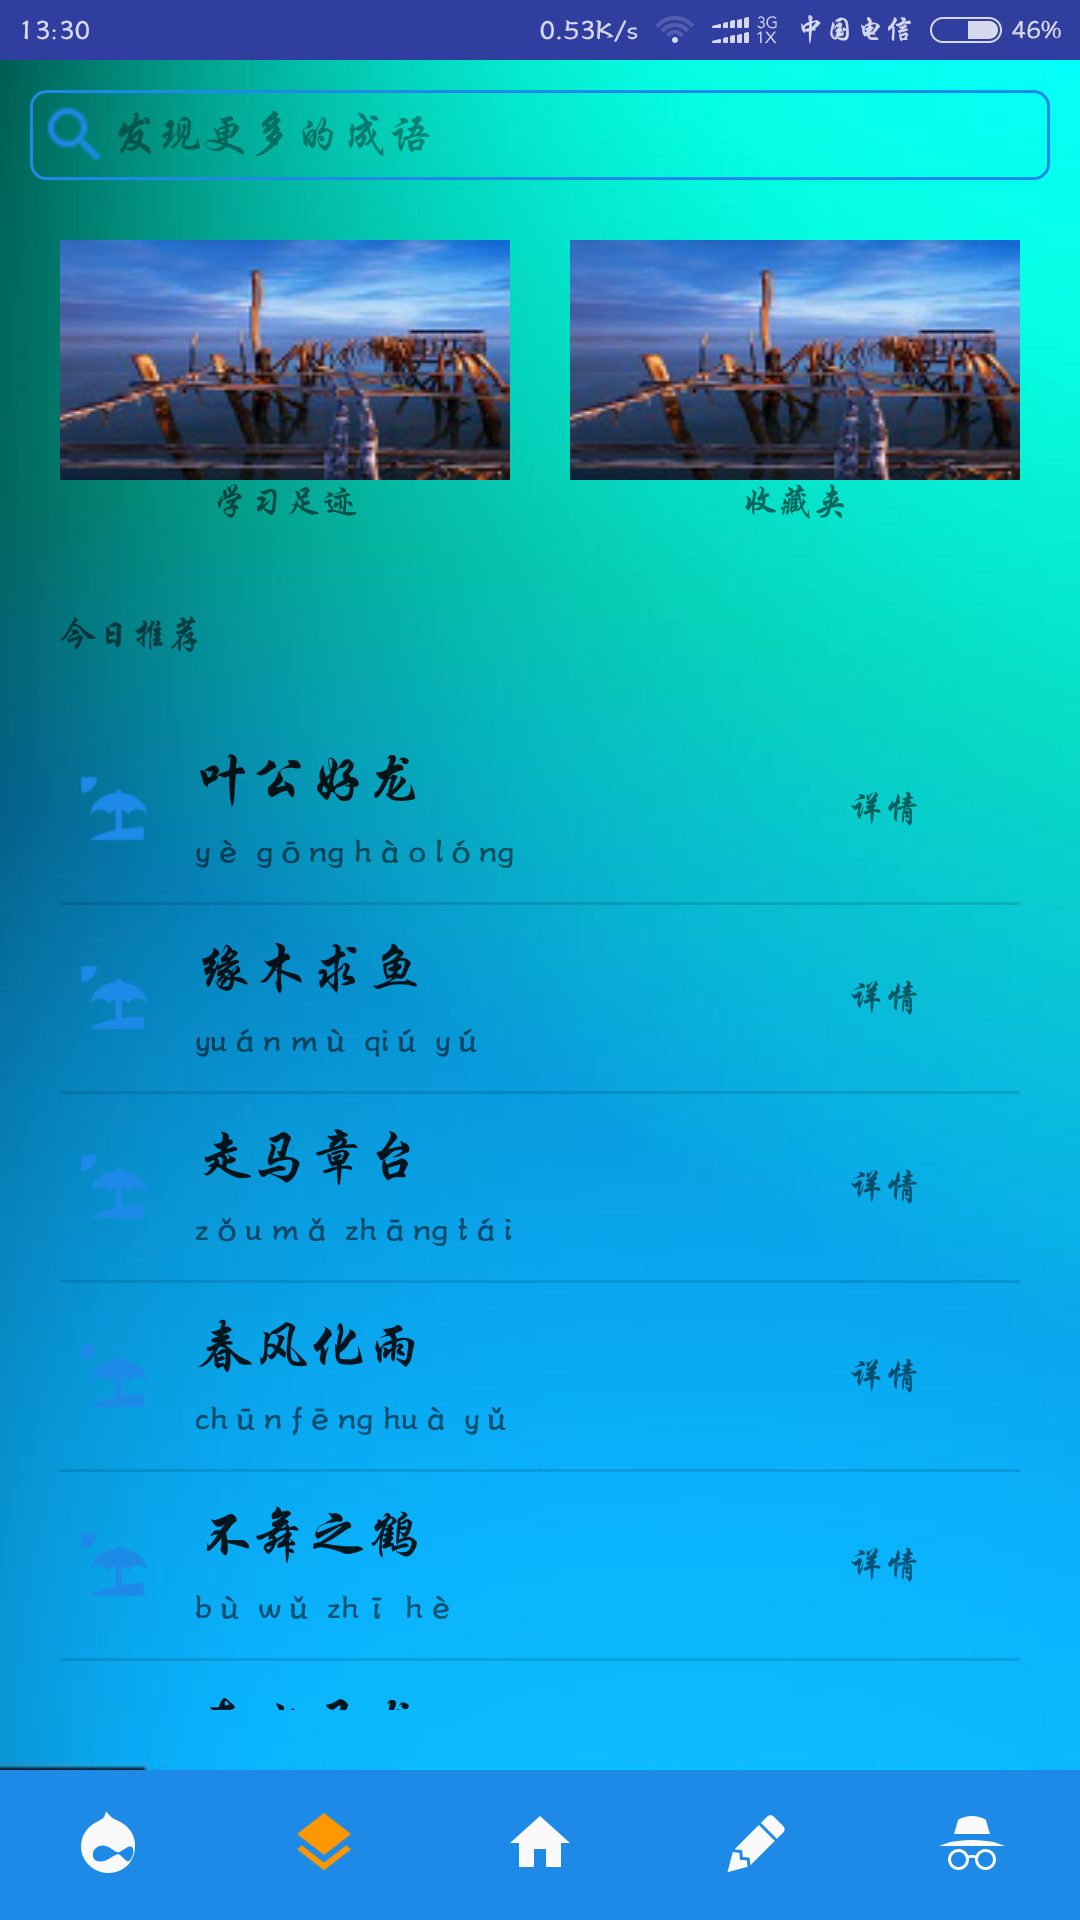 13:30 0.53K/s 3G 1X 中国电信 46%
发现更多的成语
学习足迹 收藏夹
今日推荐
叶公好龙
yè gōng hào lóng
详情
缘木求鱼
yuán mù qiú yú
详情
走马章台
zǒu mǎ zhāng tái
详情
春风化雨
chūn fēng huà yǔ
详情
不舞之鹤
bù wǔ zhī hè
详情